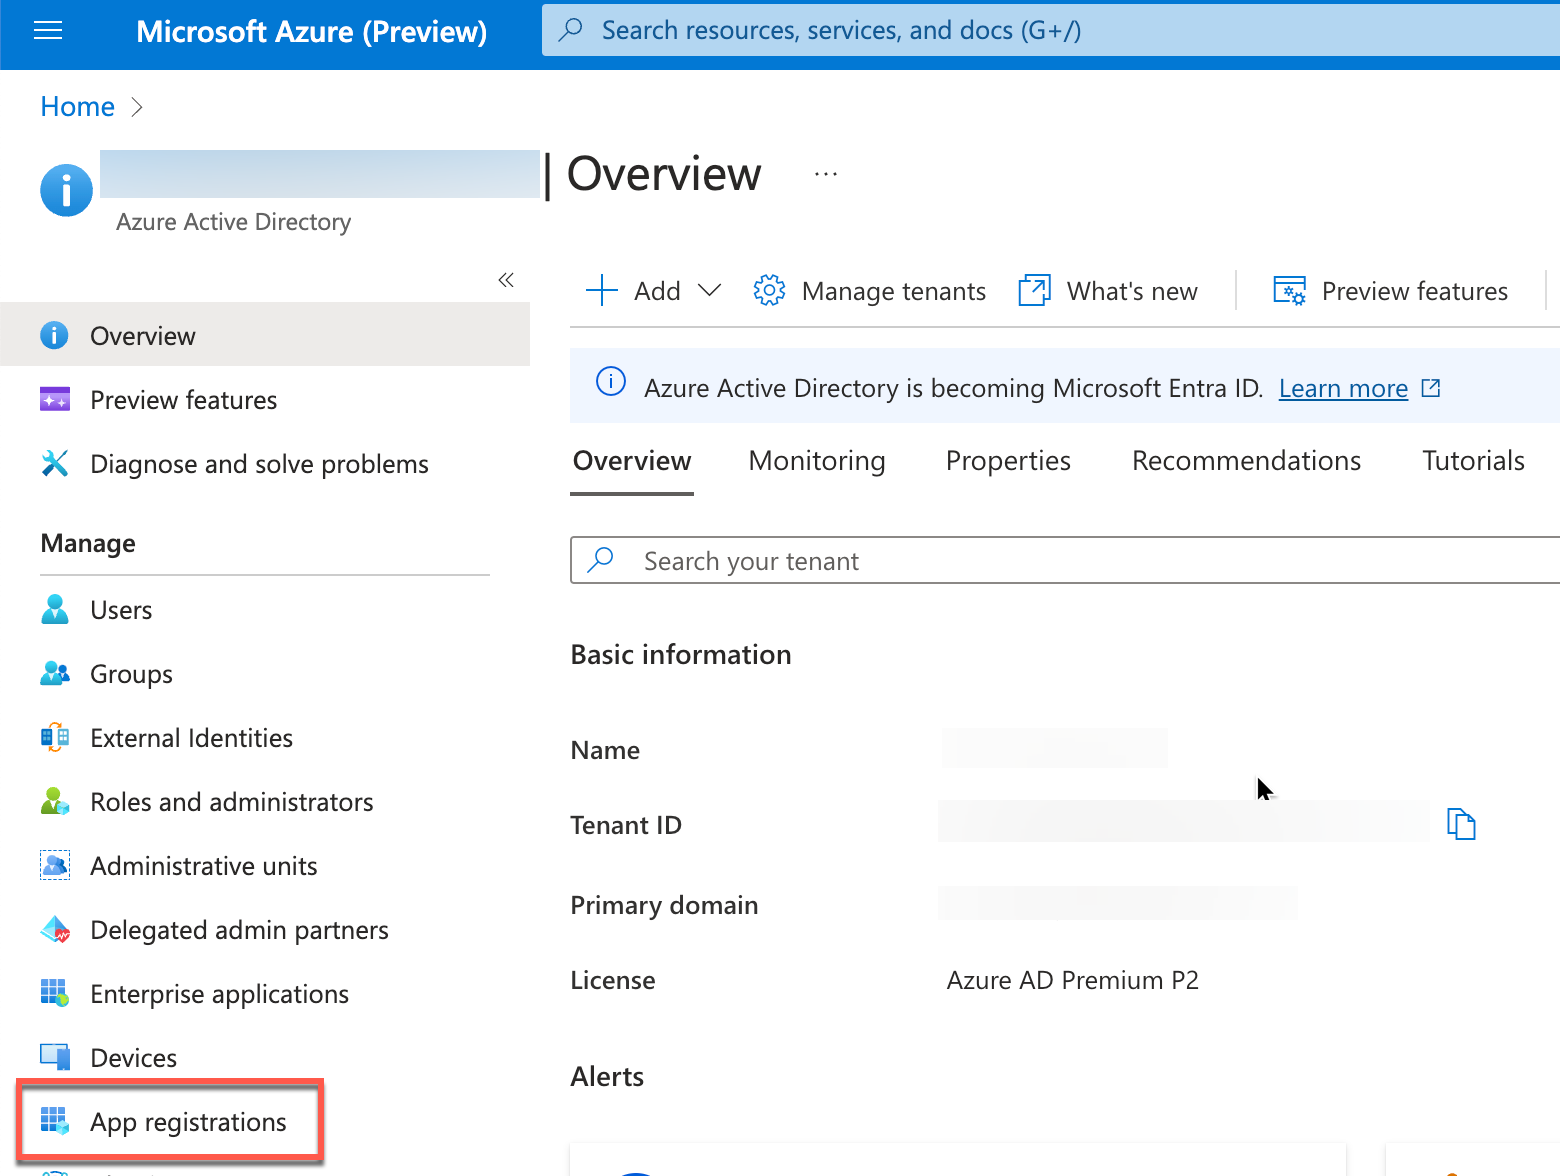 Microsoft Azure (Preview)
Search resources, services, and docs (G+/)
Home
| Overview
...
Azure Active Directory
Add
Manage tenants
What's new
Preview features
Overview
Preview features
Diagnose and solve problems
Manage
Users
Groups
External Identities
Roles and administrators
Administrative units
Delegated admin partners
Enterprise applications
Devices
App registrations
Azure Active Directory is becoming Microsoft Entra ID. Learn more
Overview Monitoring Properties Recommendations Tutorials
Search your tenant
Basic information
Name
Tenant ID
Primary domain
License Azure AD Premium P2
Alerts